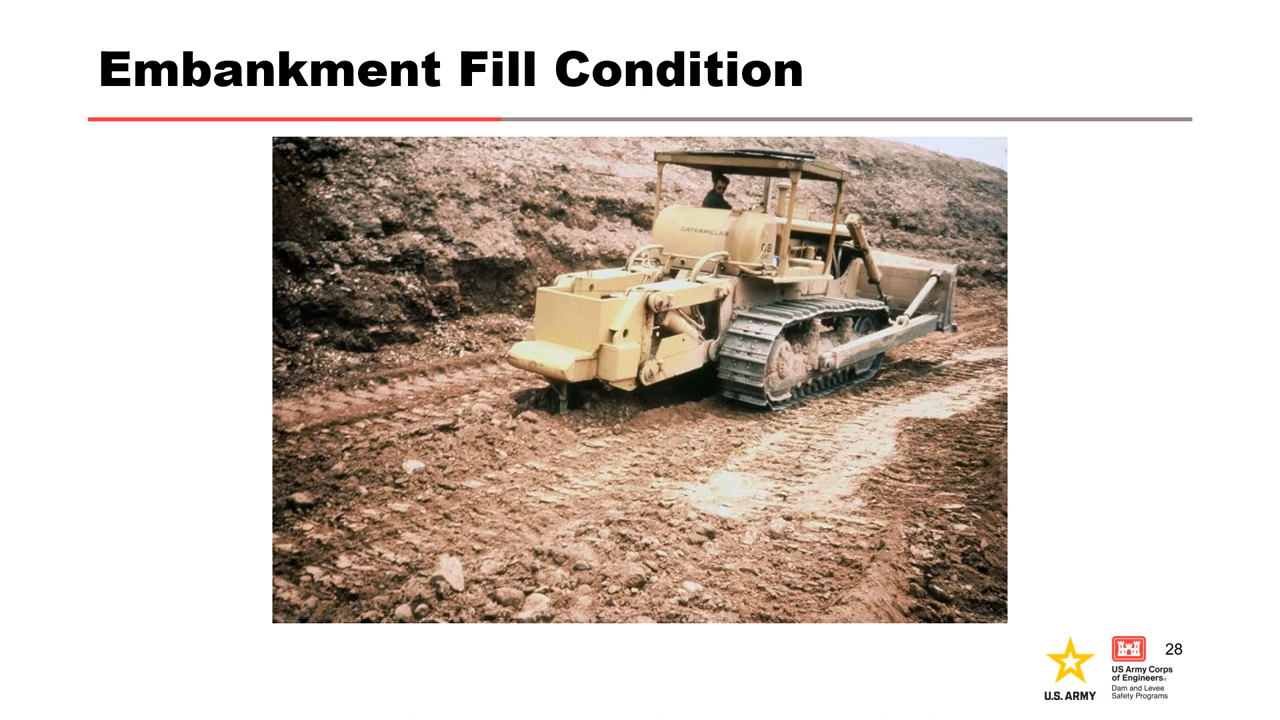 Embankment Fill Condition
CATERPILLAR
28
U.S. ARMY
US Army Corps
of Engineers®
Dam and Levee
Safety Programs